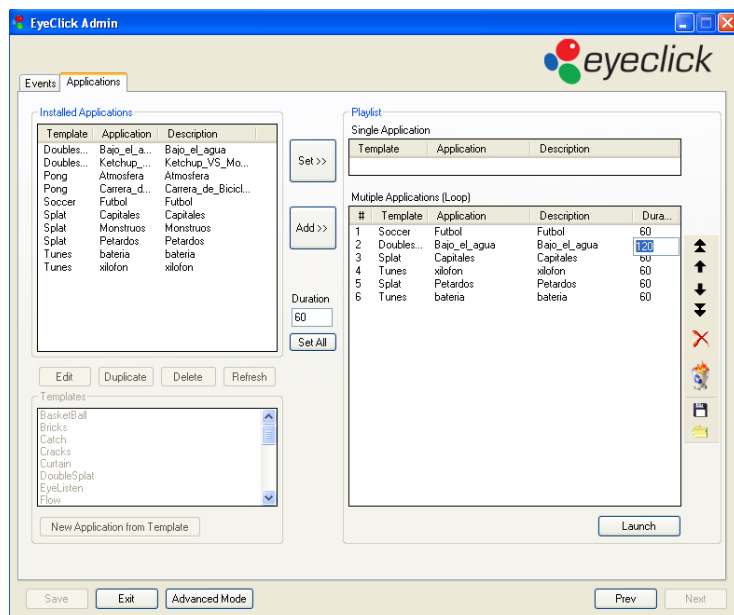 EyeClick Admin
eyeclick
Events Applications
Installed Applications
Template Application Description
Doubles... Bajo_el_a... Bajo_el_agua
Doubles... Ketchup_... Ketchup_VS_Mo...
Pong Atmosfera Atmosfera
Pong Carrera_d... Carrera_de_Bicicl...
Soccer Futbol Futbol
Splat Capitales Capitales
Splat Monstruos Monstruos
Splat Petardos Petardos
Tunes bateria bateria
Tunes xilofon xilofon
Set >>
Add >>
Duration
60
Set All
Edit Duplicate Delete Refresh
Templates
BasketBall
Bricks
Catch
Cracks
Curtain
DoubleSplat
EyeListen
Flow
New Application from Template
Playlist
Single Application
Template Application Description
Mutiple Applications (Loop)
# Template Application Description Dura...
1 Soccer Futbol Futbol 60
2 Doubles... Bajo_el_agua Bajo_el_agua 120
3 Splat Capitales Capitales 60
4 Tunes xilofon xilofon 60
5 Splat Petardos Petardos 60
6 Tunes bateria bateria 60
Launch
Save Exit Advanced Mode Prev Next